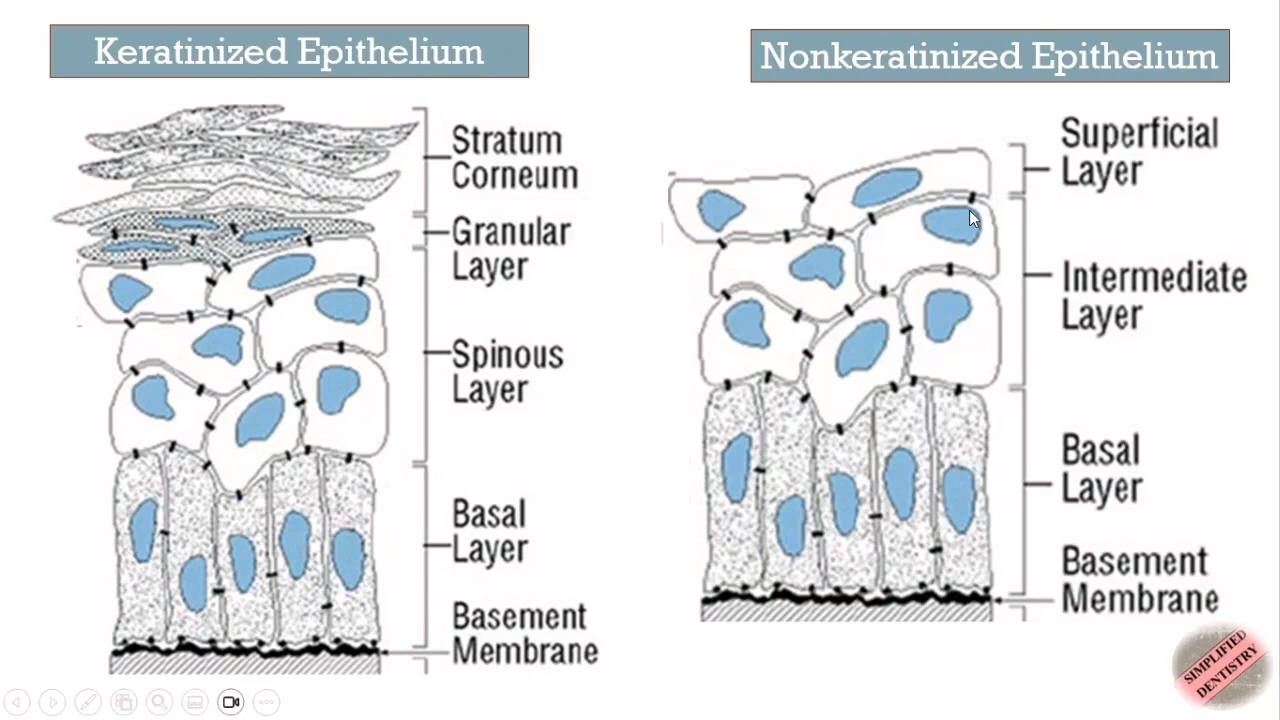 Keratinized Epithelium
Nonkeratinized Epithelium
Stratum
Corneum
Granular
Layer
Spinous
Layer
Basal
Layer
Basement
Membrane
Superficial
Layer
Intermediate
Layer
Basal
Layer
Basement
Membrane
SIMPLIFIED
DENTISTRY